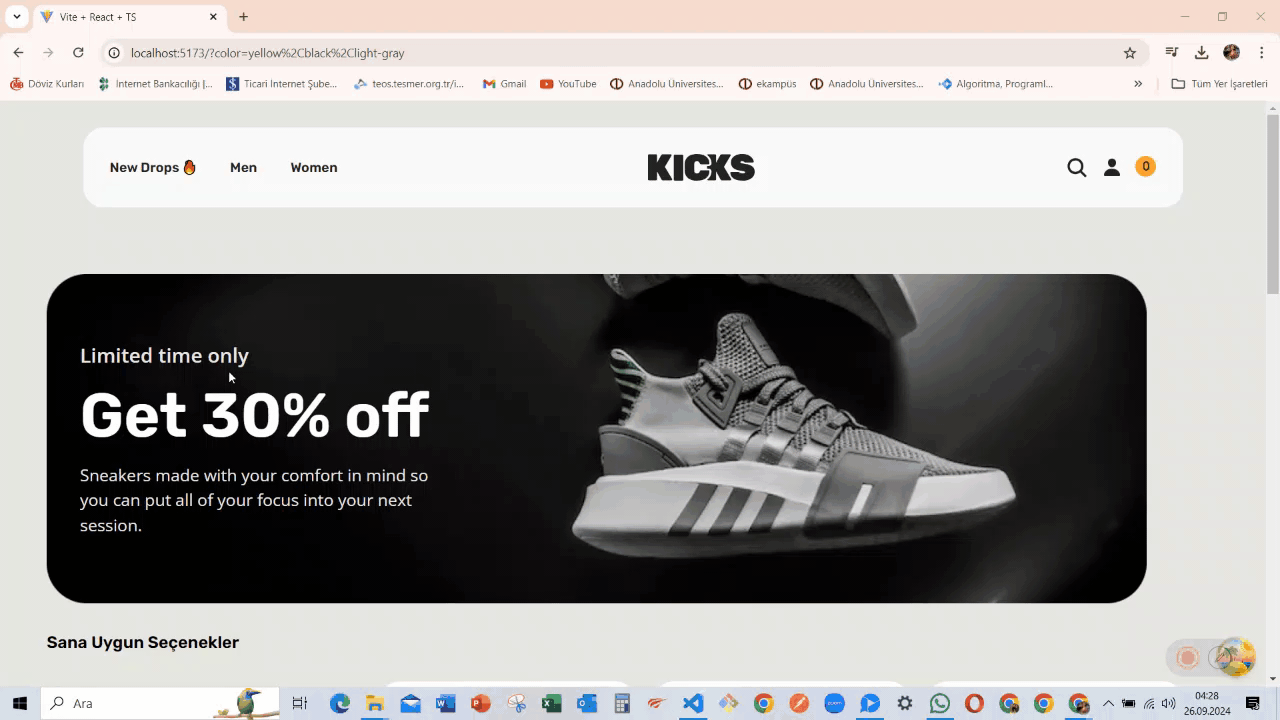 Vite + React + TS
localhost:5173/?color=yellow%2Cblack%2Clight-gray
Döviz Kurları
İnternet Bankacılığı |...
Ticari İnternet Şube...
teos.tesmer.org.tr/i...
Gmail
YouTube
Anadolu Üniversites...
ekampüs
Anadolu Üniversites...
Algoritma, Programl...
Tüm Yer İşaretleri
New Drops🔥
Men
Women
KICKS
0
Limited time only
Get 30% off
Sneakers made with your comfort in mind so
you can put all of your focus into your next
session.
Sana Uygun Seçenekler
Ara
04:28
26.09.2024